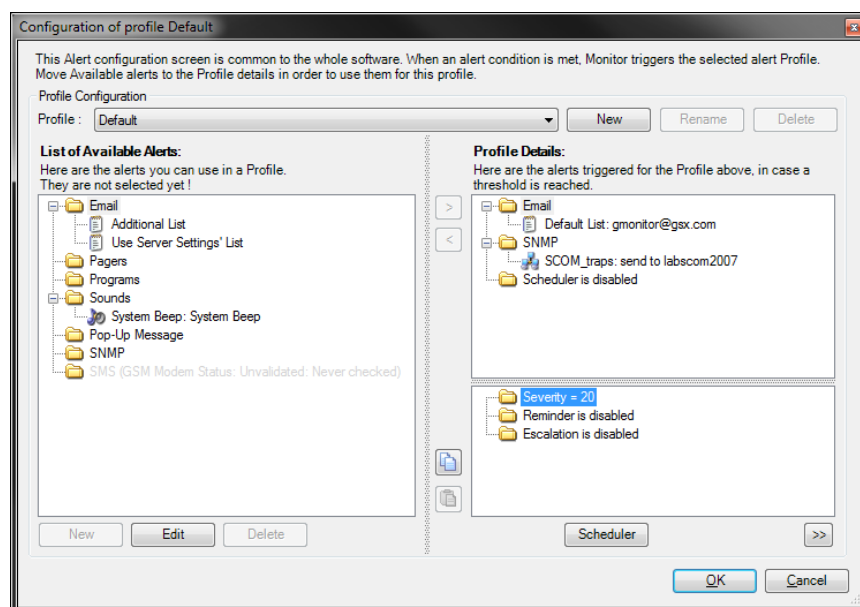 Configuration of profile Default
This Alert configuration screen is common to the whole software. When an alert condition is met, Monitor triggers the selected alert Profile.
Move Available alerts to the Profile details in order to use them for this profile.
Profile Configuration
Profile :
Default
New
Rename
Delete
List of Available Alerts:
Here are the alerts you can use in a Profile.
They are not selected yet !
Email
Additional List
Use Server Settings' List
Pagers
Programs
Sounds
System Beep: System Beep
Pop-Up Message
SNMP
SMS (GSM Modem Status: Unvalidated: Never checked)
New
Edit
Delete
>
<
Profile Details:
Here are the alerts triggered for the Profile above, in case a
threshold is reached.
Email
Default List: gmonitor@gsx.com
SNMP
SCOM_traps: send to labscom2007
Scheduler is disabled
Severity = 20
Reminder is disabled
Escalation is disabled
Scheduler
>>
OK
Cancel